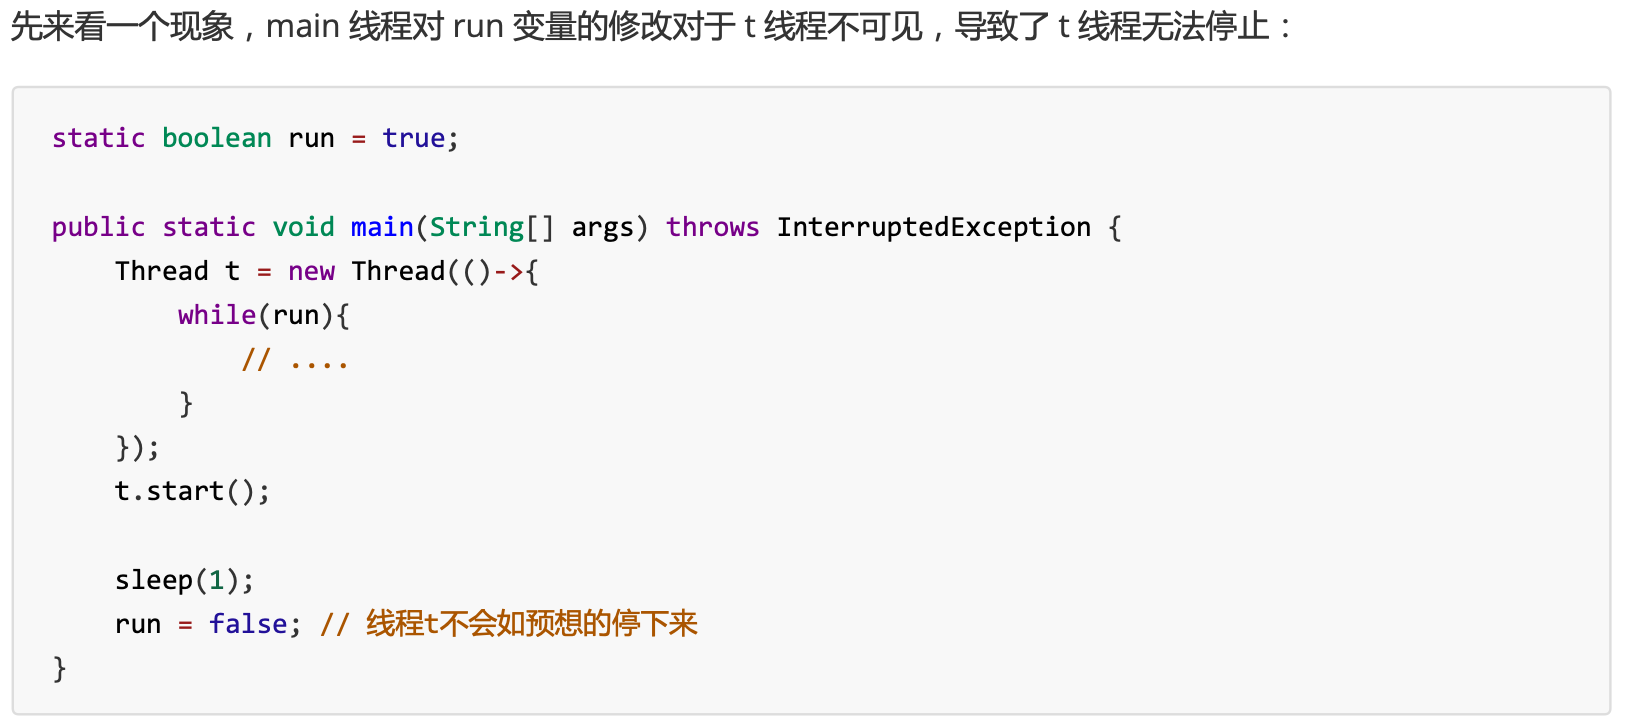 先来看一个现象，main 线程对 run 变量的修改对于 t 线程不可见，导致了 t 线程无法停止：
static boolean run = true;
public static void main(String[] args) throws InterruptedException {
    Thread t = new Thread(()->{
        while(run){
            // ....
        }
    });
    t.start();
    sleep(1);
    run = false; // 线程t不会如预想的停下来
}